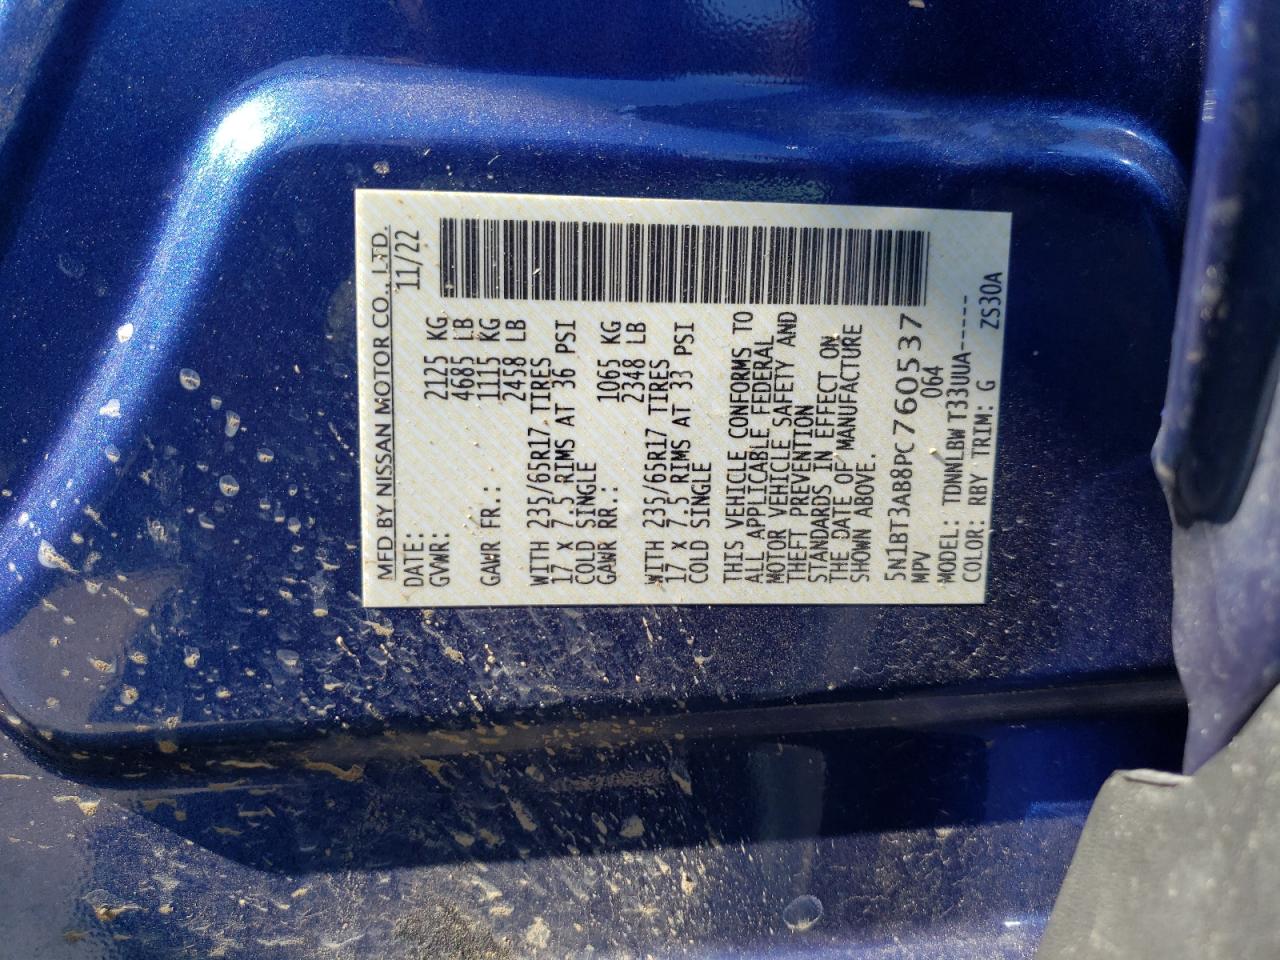 MFD BY NISSAN MOTOR CO., LTD.
DATE: 11/22
GVWR: 2125 KG
4685 LB
GAWR FR.: 1115 KG
2458 LB
WITH 235/65R17 TIRES
17 x 7.5 RIMS AT 36 PSI
COLD SINGLE
GAWR RR.: 1065 KG
2348 LB
WITH 235/65R17 TIRES
17 x 7.5 RIMS AT 33 PSI
COLD SINGLE
THIS VEHICLE CONFORMS TO
ALL APPLICABLE FEDERAL
MOTOR VEHICLE SAFETY AND
THEFT PREVENTION
STANDARDS IN EFFECT ON
THE DATE OF MANUFACTURE
SHOWN ABOVE.
5N1BT3AB8PC760537
MPV 064
MODEL: TDNNLBW T33UUA-----
COLOR: RBY TRIM: G ZS30A